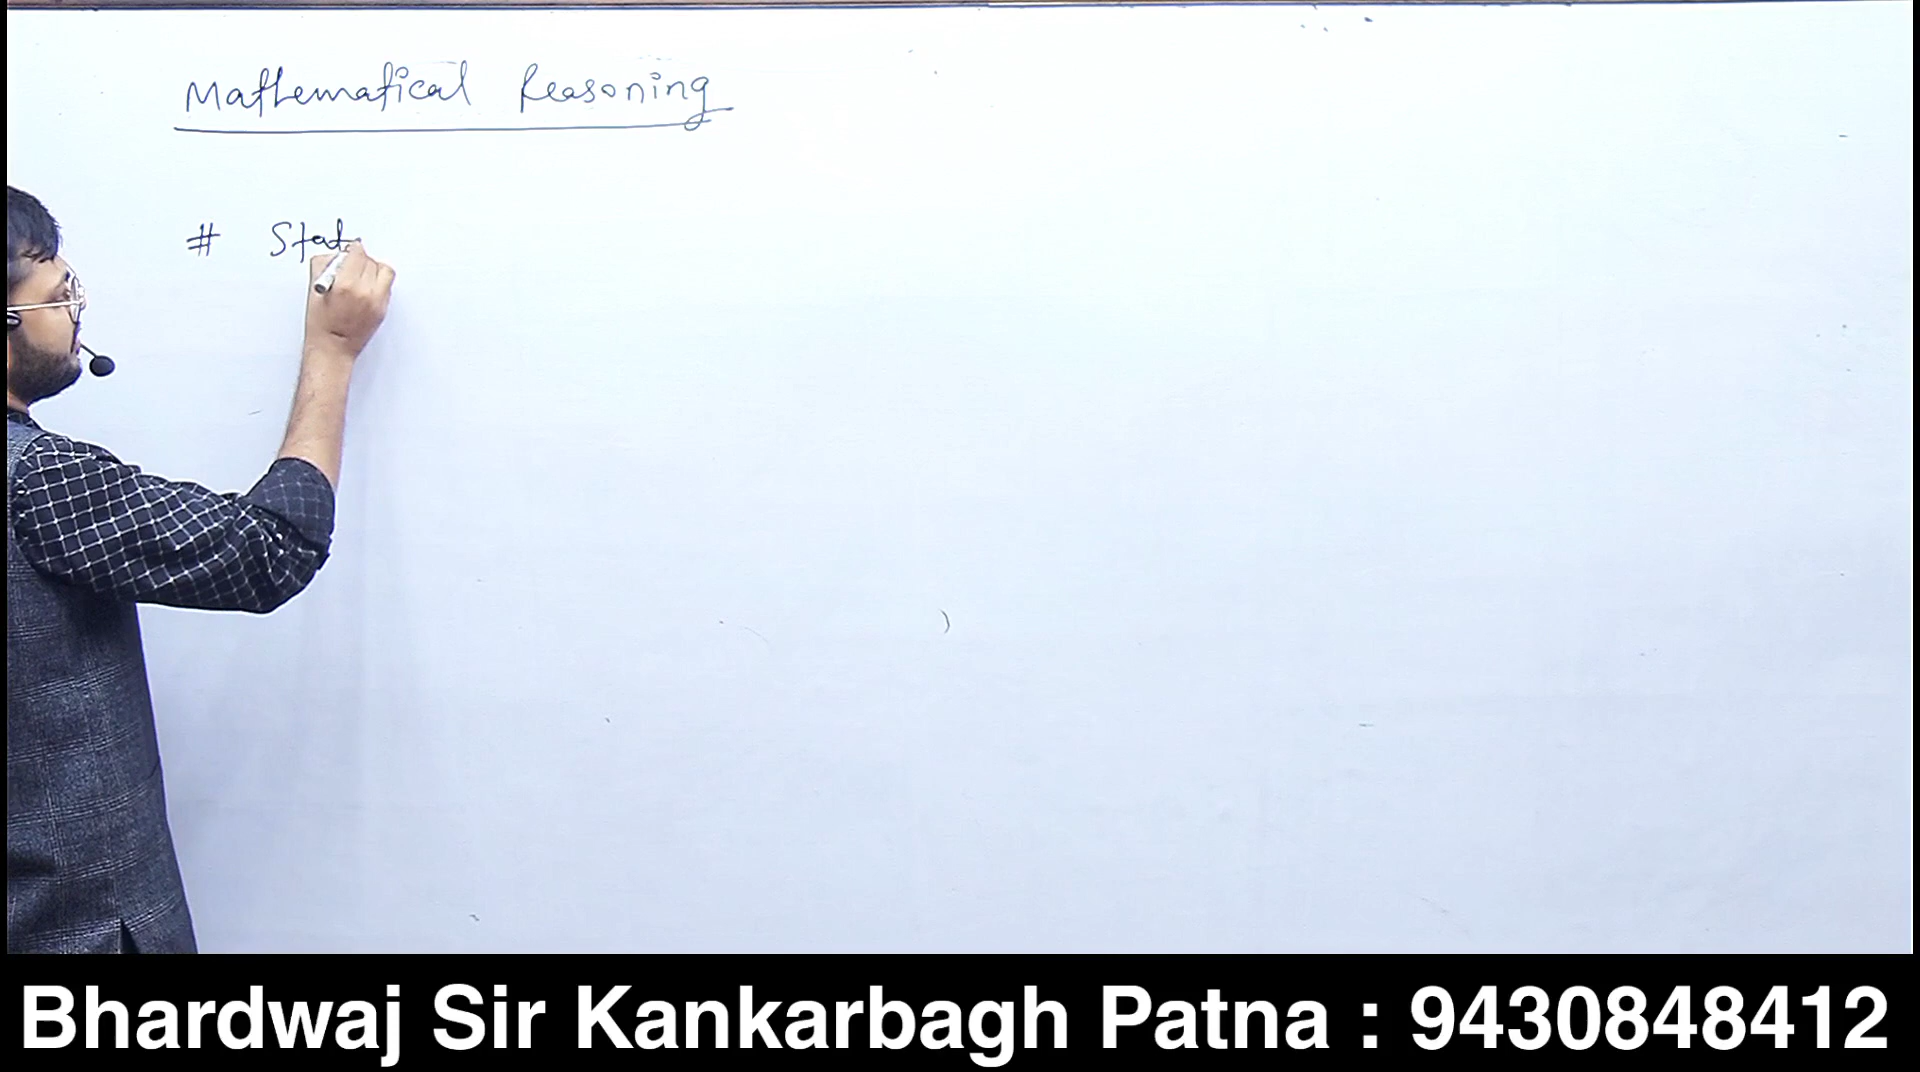 Mathematical Reasoning
# Stat
Bhardwaj Sir Kankarbagh Patna : 9430848412